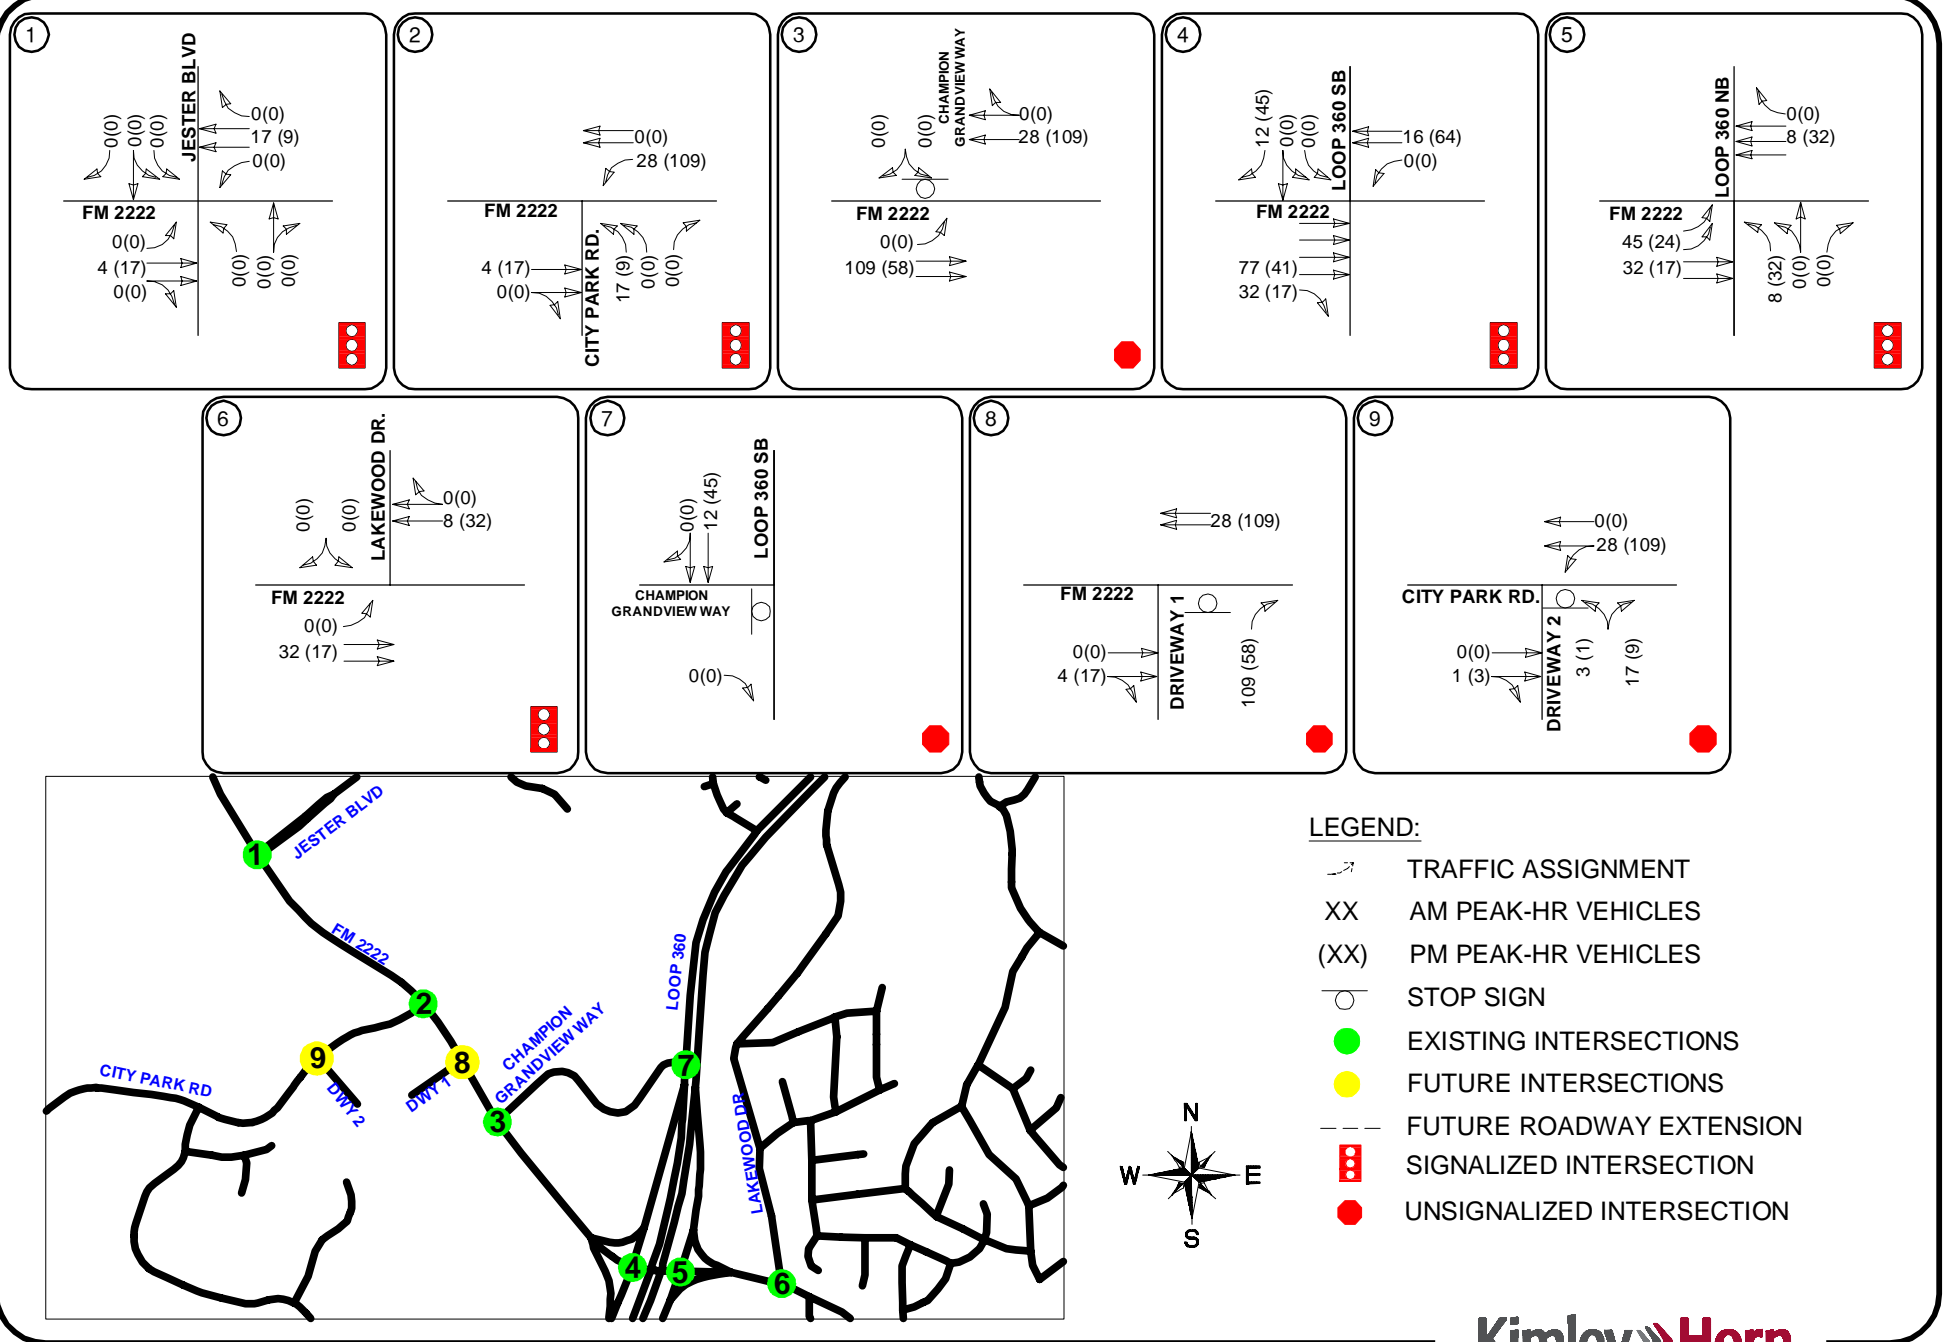 1
JESTER BLVD
0(0)
0(0)
0(0)
0(0)
17 (9)
0(0)
FM 2222
0(0)
4 (17)
0(0)
0(0)
0(0)
0(0)
2
0(0)
28 (109)
FM 2222
CITY PARK RD.
4 (17)
0(0)
17 (9)
0(0)
0(0)
3
CHAMPION
GRANDVIEW WAY
0(0)
0(0)
0(0)
28 (109)
FM 2222
0(0)
109 (58)
4
LOOP 360 SB
12 (45)
0(0)
0(0)
16 (64)
0(0)
FM 2222
77 (41)
32 (17)
5
LOOP 360 NB
0(0)
8 (32)
FM 2222
45 (24)
32 (17)
8 (32)
0(0)
0(0)
6
LAKEWOOD DR.
0(0)
0(0)
0(0)
8 (32)
FM 2222
0(0)
32 (17)
7
LOOP 360 SB
0(0)
12 (45)
CHAMPION
GRANDVIEW WAY
0(0)
8
28 (109)
FM 2222
DRIVEWAY 1
0(0)
4 (17)
109 (58)
9
0(0)
28 (109)
CITY PARK RD.
DRIVEWAY 2
0(0)
1 (3)
3 (1)
17 (9)
JESTER BLVD
1
FM 2222
LOOP 360
2
CHAMPION
GRANDVIEW WAY
9
8
7
CITY PARK RD
DWY 2
DWY 1
3
LAKEWOOD DR
4
5
6
N
W
E
S
LEGEND:
TRAFFIC ASSIGNMENT
XX AM PEAK-HR VEHICLES
(XX) PM PEAK-HR VEHICLES
STOP SIGN
EXISTING INTERSECTIONS
FUTURE INTERSECTIONS
FUTURE ROADWAY EXTENSION
SIGNALIZED INTERSECTION
UNSIGNALIZED INTERSECTION
Kimley»Horn